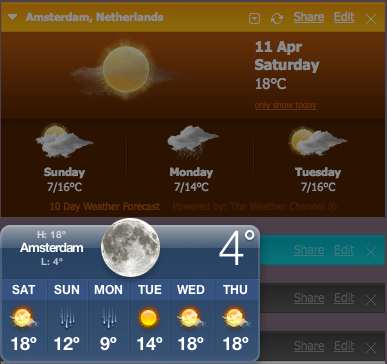 Amsterdam, Netherlands Share Edit
11 Apr
Saturday
18°C
only show today
Sunday Monday Tuesday
7/16°C 7/14°C 7/16°C
10 Day Weather Forecast Powered by: The Weather Channel ®
H: 18°
Amsterdam
L: 4°
4°
Share Edit
SAT SUN MON TUE WED THU
Share Edit
18° 12° 9° 14° 18° 18°
Share Edit